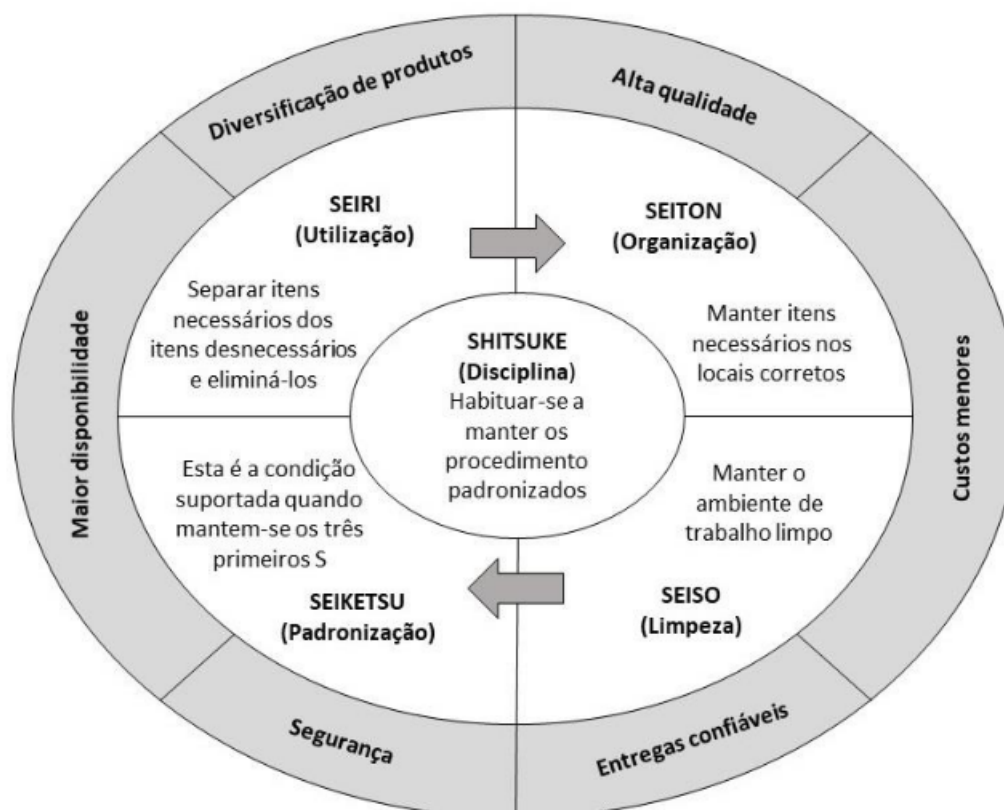 Diversificação de produtos
Alta qualidade
SEIRI
(Utilização)
Separar itens
necessários dos
itens desnecessários
e eliminá-los
SEITON
(Organização)
Manter itens
necessários nos
locais corretos
SHITSUKE
(Disciplina)
Habituar-se a
manter os
procedimento
padronizados
Maior disponibilidade
Custos menores
Esta é a condição
suportada quando
mantem-se os três
primeiros S
SEIKETSU
(Padronização)
Manter o
ambiente de
trabalho limpo
SEISO
(Limpeza)
Segurança
Entregas confiáveis